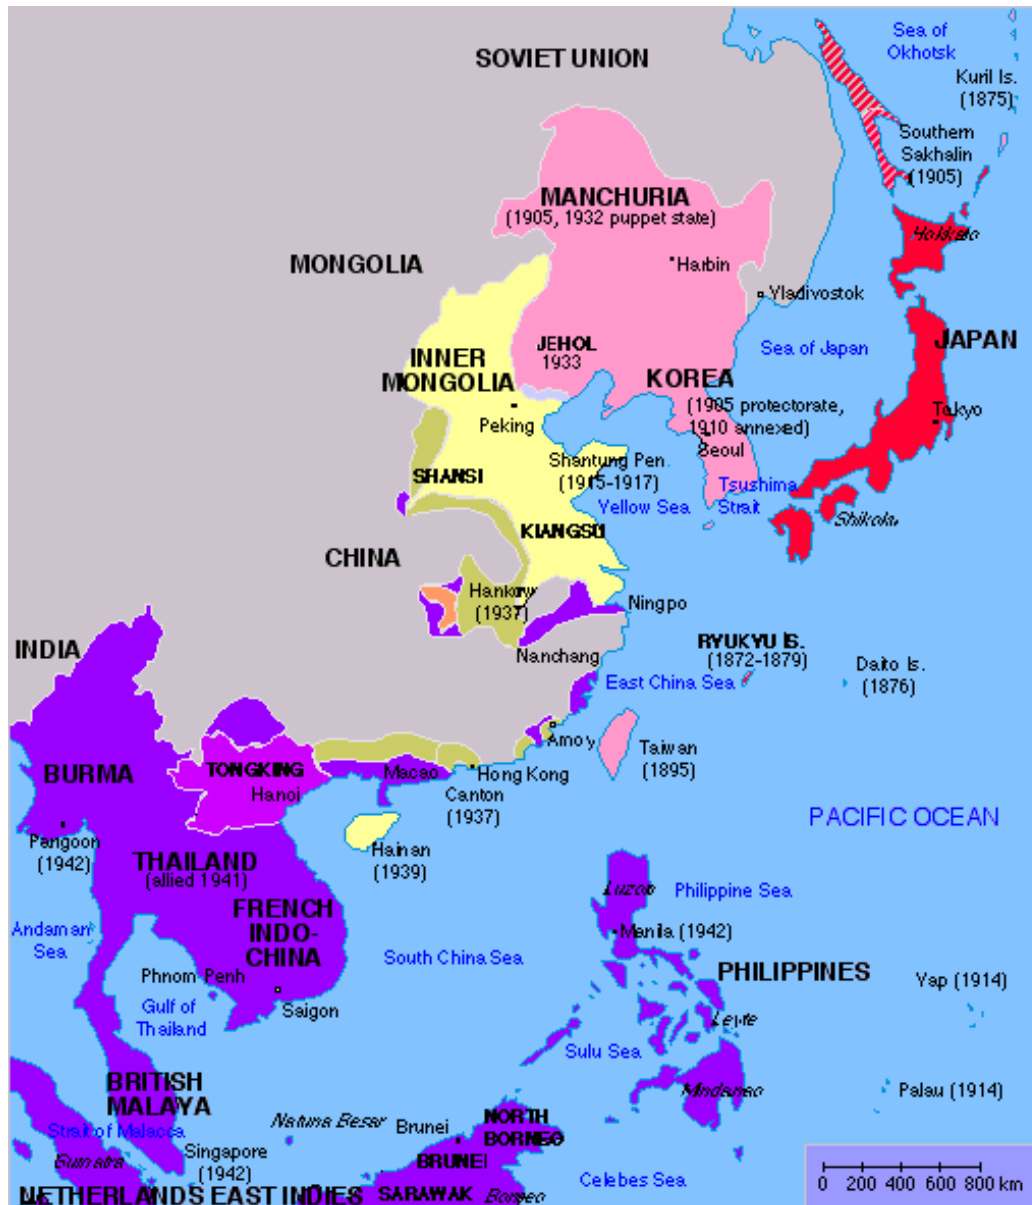 Sea of
Okhotsk
SOVIET UNION
Kuril Is.
(1875)
Southern
Sakhalin
(1905)
MANCHURIA
(1905, 1932 puppet state)
Hokkaido
MONGOLIA
Harbin
Vladivostok
JEHOL
1933
Sea of Japan
JAPAN
INNER
MONGOLIA
KOREA
(1905 protectorate,
1910 annexed)
Tokyo
Peking
Seoul
Shantung Pen.
(1915-1917)
SHANSI
Tsushima
Strait
Yellow Sea
Shikoku
KIANGSU
CHINA
Hankow
(1937)
Ningpo
INDIA
Nanchang
RYUKYU IS.
(1872-1879)
Daito Is.
(1876)
East China Sea
Amoy
Taiwan
(1895)
BURMA
TONGKING
Hanoi
Macao
Hong Kong
Canton
(1937)
PACIFIC OCEAN
Pangoon
(1942)
Hainan
(1939)
THAILAND
(allied 1941)
Luzon
Philippine Sea
FRENCH
INDO-
CHINA
Andaman
Sea
Manila (1942)
South China Sea
Phnom Penh
PHILIPPINES
Yap (1914)
Saigon
Gulf of
Thailand
Leyte
Sulu Sea
BRITISH
MALAYA
Mindanao
Palau (1914)
Strait of Malacca
Natuna Besar
Brunei
NORTH
BORNEO
Sumatra
Singapore
(1942)
BRUNEI
Celebes Sea
NETHERLANDS EAST INDIES
SARAWAK
Borneo
0 200 400 600 800 km